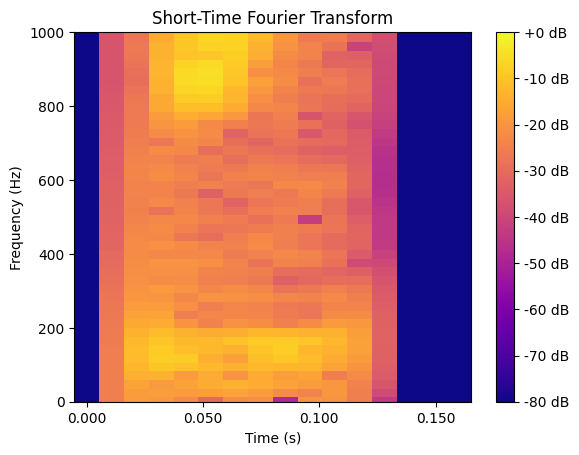 Short-Time Fourier Transform
1000
800
600
400
200
0
Frequency (Hz)
0.000
0.050
0.100
0.150
Time (s)
+0 dB
-10 dB
-20 dB
-30 dB
-40 dB
-50 dB
-60 dB
-70 dB
-80 dB